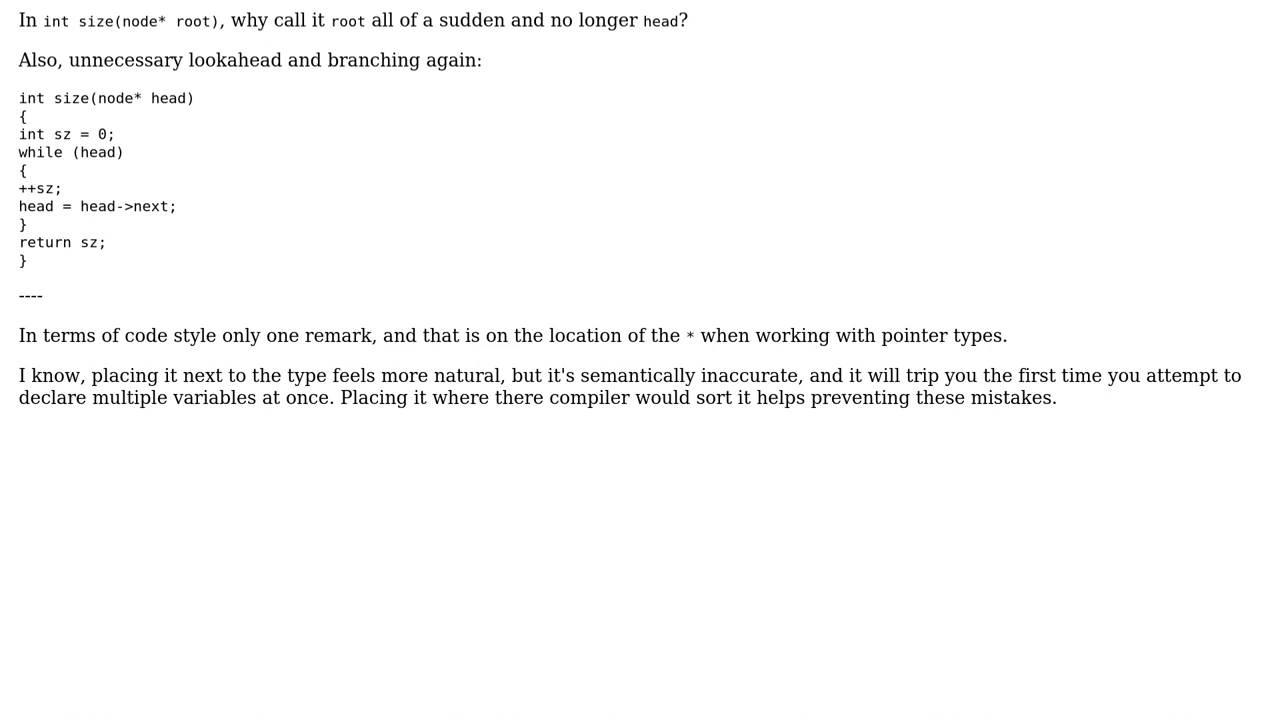 In int size(node* root), why call it root all of a sudden and no longer head?
Also, unnecessary lookahead and branching again:
int size(node* head)
{
int sz = 0;
while (head)
{
++sz;
head = head->next;
}
return sz;
}
----
In terms of code style only one remark, and that is on the location of the * when working with pointer types.
I know, placing it next to the type feels more natural, but it's semantically inaccurate, and it will trip you the first time you attempt to
declare multiple variables at once. Placing it where there compiler would sort it helps preventing these mistakes.